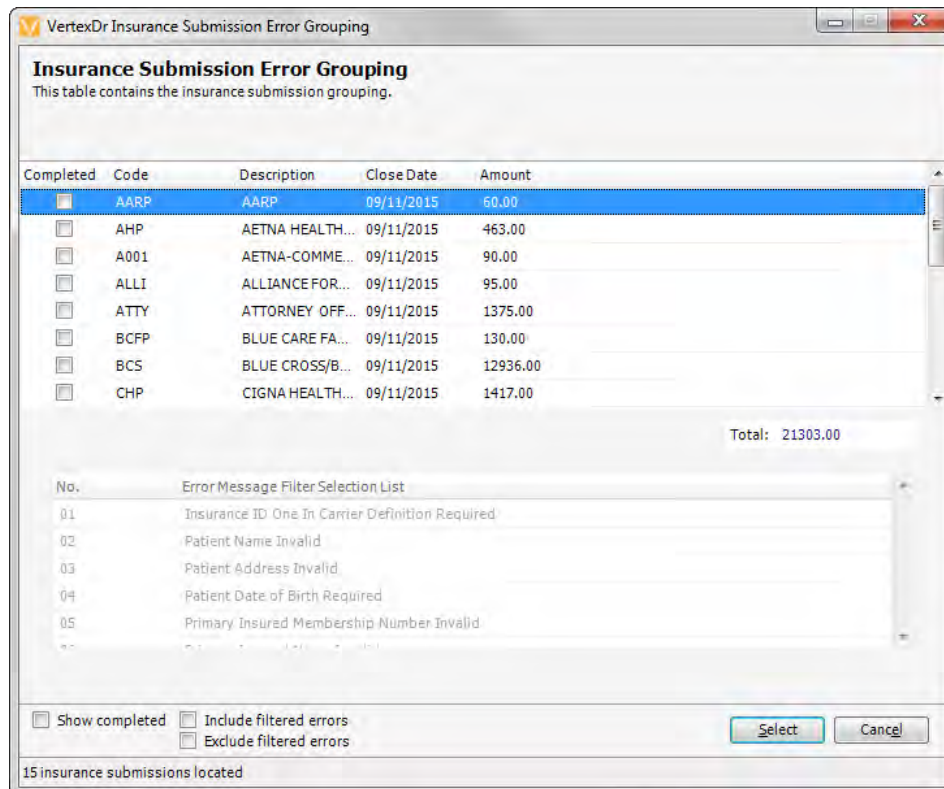 VertexDr Insurance Submission Error Grouping
Insurance Submission Error Grouping
This table contains the insurance submission grouping.
Completed Code Description Close Date Amount
AARP AARP 09/11/2015 60.00
AHP AETNA HEALTH... 09/11/2015 463.00
A001 AETNA-COMME... 09/11/2015 90.00
ALLI ALLIANCE FOR... 09/11/2015 95.00
ATTY ATTORNEY OFF... 09/11/2015 1375.00
BCFP BLUE CARE FA... 09/11/2015 130.00
BCS BLUE CROSS/B... 09/11/2015 12936.00
CHP CIGNA HEALTH... 09/11/2015 1417.00
Total: 21303.00
No. Error Message Filter Selection List
01 Insurance ID One In Carrier Definition Required
02 Patient Name Invalid
03 Patient Address Invalid
04 Patient Date of Birth Required
05 Primary Insured Membership Number Invalid
Show completed Include filtered errors
Exclude filtered errors
Select Cancel
15 insurance submissions located